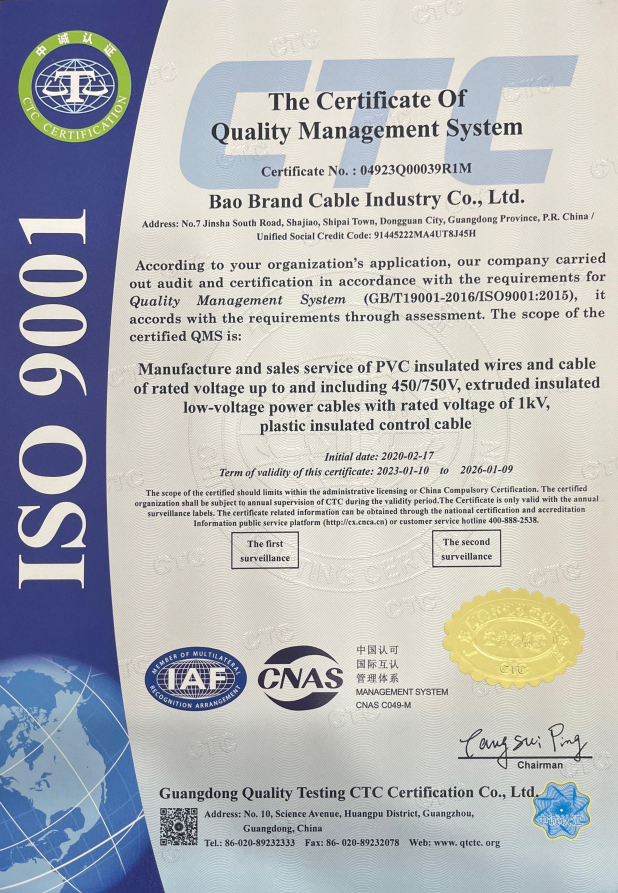 中诚认证
CTC CERTIFICATION
ISO 9001
CTC
The Certificate Of
Quality Management System
Certificate No. : 04923Q00039R1M
Bao Brand Cable Industry Co., Ltd.
Address: No.7 Jinsha South Road, Shajiao, Shipai Town, Dongguan City, Guangdong Province, P.R. China /
Unified Social Credit Code: 91445222MA4UT8J45H
According to your organization's application, our company carried
out audit and certification in accordance with the requirements for
Quality Management System (GB/T19001-2016/ISO9001:2015), it
accords with the requirements through assessment. The scope of the
certified QMS is:
Manufacture and sales service of PVC insulated wires and cable
of rated voltage up to and including 450/750V, extruded insulated
low-voltage power cables with rated voltage of 1kV,
plastic insulated control cable
Initial date: 2020-02-17
Term of validity of this certificate: 2023-01-10 to 2026-01-09
The scope of the certified should limits within the administrative licensing or China Compulsory Certification. The certified
organization shall be subject to annual supervision of CTC during the validity period.The Certificate is only valid with the annual
surveillance labels. The certificate related information can be obtained through the national certification and accreditation
Information public service platform (http://cx.cnca.cn) or customer service hotline 400-888-2538.
The first
surveillance
The second
surveillance
MEMBER OF MULTILATERAL
IAF
RECOGNITION ARRANGEMENT
CNAS
中国认可
国际互认
管理体系
MANAGEMENT SYSTEM
CNAS C049-M
CTC
Chairman
Guangdong Quality Testing CTC Certification Co., Ltd.
Address: No. 10, Science Avenue, Huangpu District, Guangzhou,
Guangdong, China
Tel.: 86-020-89232333 Fax: 86- 020-89232078 Web: www. qtctc. org